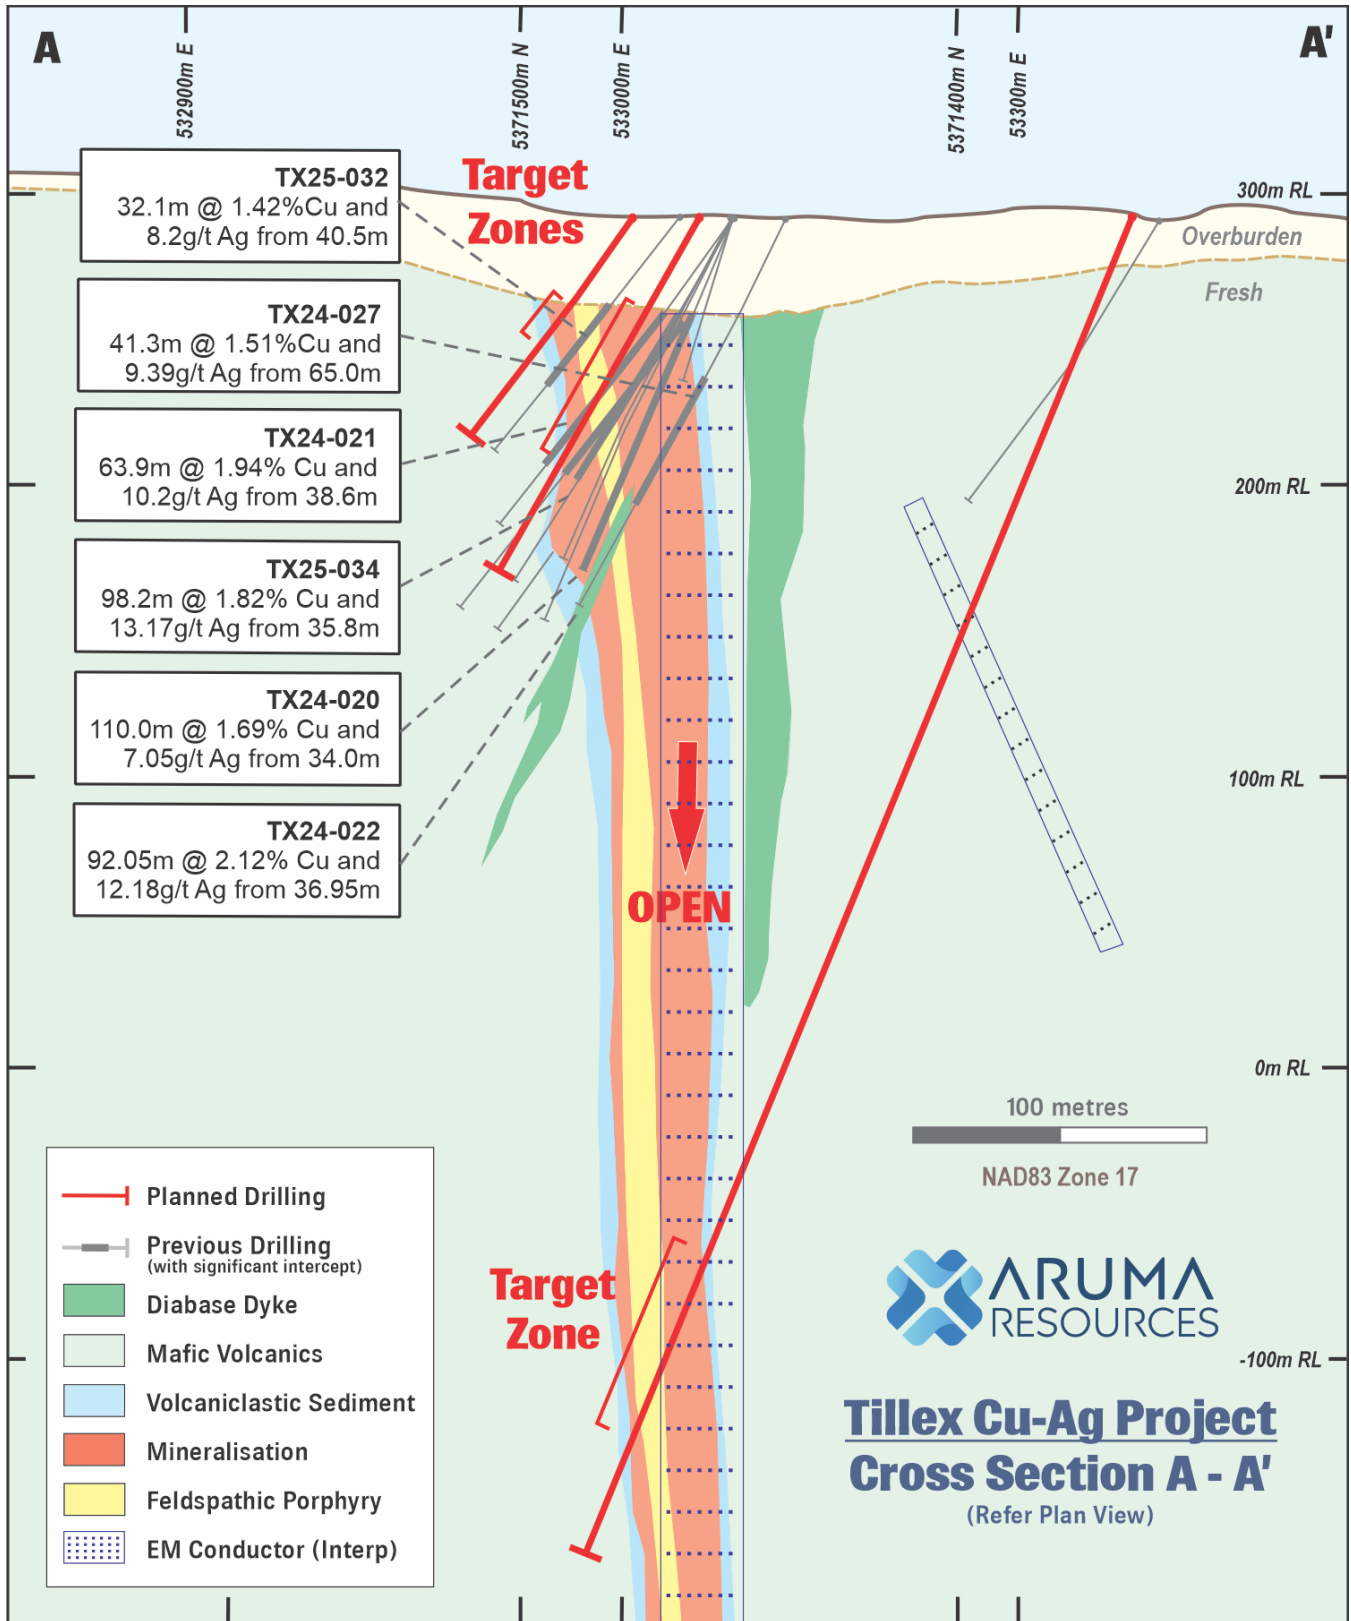 A
A'
532900m E
5371500m N
533000m E
5371400m N
53300m E
TX25-032
32.1m @ 1.42%Cu and
8.2g/t Ag from 40.5m
TX24-027
41.3m @ 1.51%Cu and
9.39g/t Ag from 65.0m
TX24-021
63.9m @ 1.94% Cu and
10.2g/t Ag from 38.6m
TX25-034
98.2m @ 1.82% Cu and
13.17g/t Ag from 35.8m
TX24-020
110.0m @ 1.69% Cu and
7.05g/t Ag from 34.0m
TX24-022
92.05m @ 2.12% Cu and
12.18g/t Ag from 36.95m
Target
Zones
300m RL
Overburden
Fresh
200m RL
100m RL
OPEN
0m RL
100 metres
NAD83 Zone 17
Target
Zone
-100m RL
Planned Drilling
Previous Drilling
(with significant intercept)
Diabase Dyke
Mafic Volcanics
Volcaniclastic Sediment
Mineralisation
Feldspathic Porphyry
EM Conductor (Interp)
ARUMA
RESOURCES
Tillex Cu-Ag Project
Cross Section A - A'
(Refer Plan View)